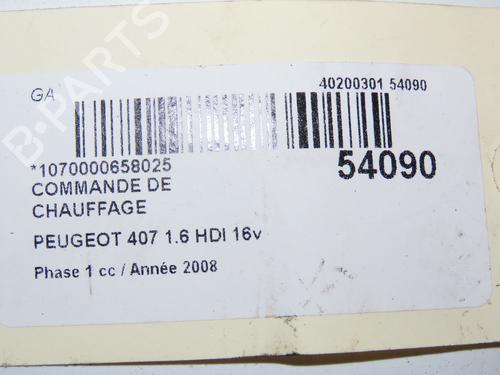 GA
40200301 54090
*1070000658025
54090
COMMANDE DE
CHAUFFAGE
PEUGEOT 407 1.6 HDI 16v
Phase 1 cc / Année 2008
B-PARTS